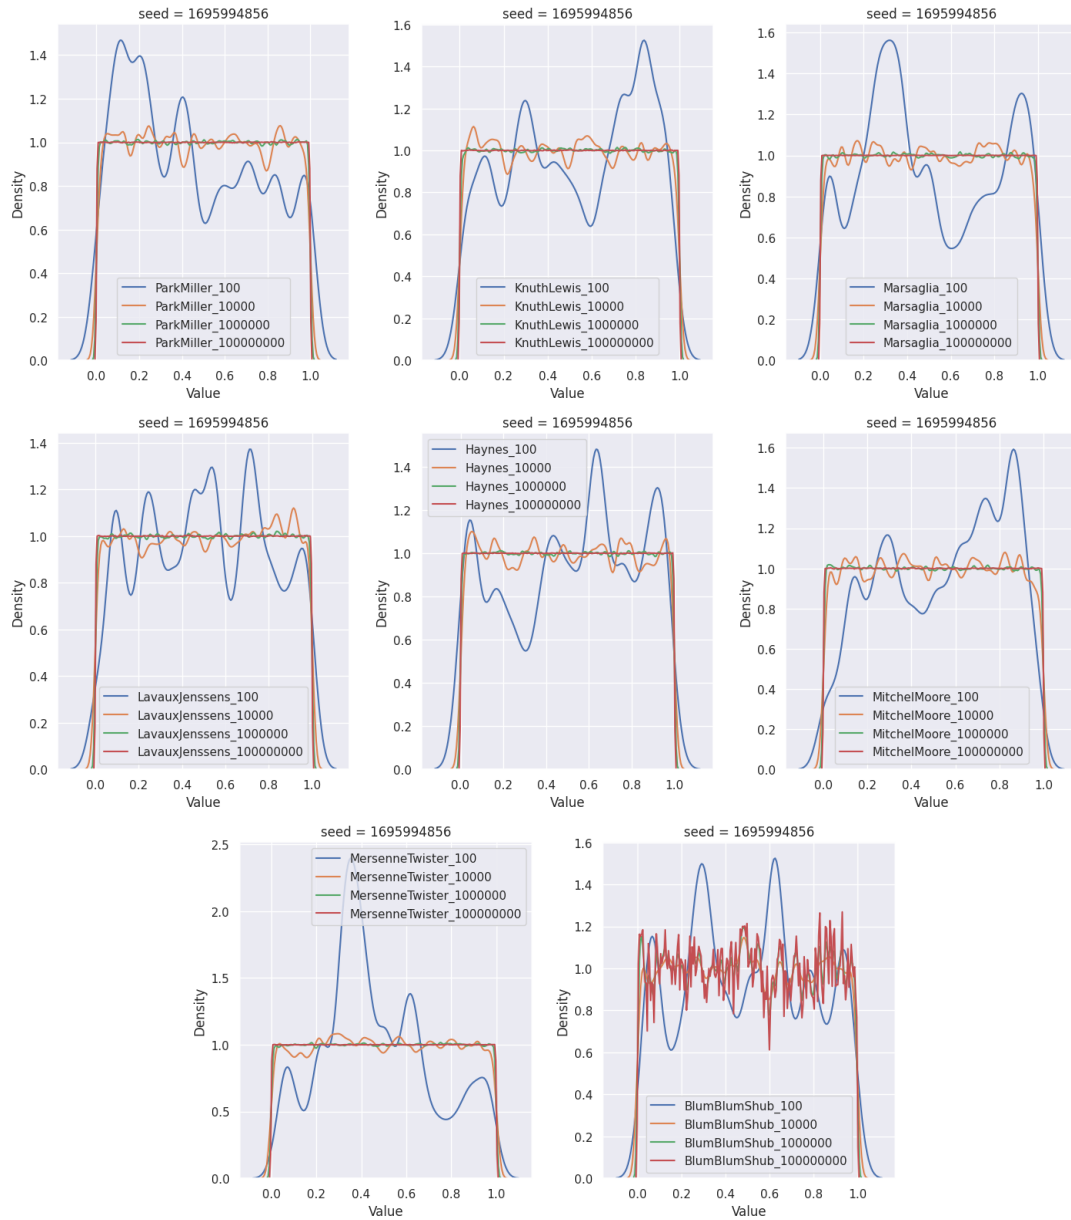 seed = 1695994856
1.4
1.2
1.0
0.8
0.6
0.4
0.2
0.0
Density
ParkMiller_100
ParkMiller_10000
ParkMiller_1000000
ParkMiller_100000000
0.0 0.2 0.4 0.6 0.8 1.0
Value
seed = 1695994856
1.6
1.4
1.2
1.0
0.8
0.6
0.4
0.2
0.0
Density
KnuthLewis_100
KnuthLewis_10000
KnuthLewis_1000000
KnuthLewis_100000000
0.0 0.2 0.4 0.6 0.8 1.0
Value
seed = 1695994856
1.6
1.4
1.2
1.0
0.8
0.6
0.4
0.2
0.0
Density
Marsaglia_100
Marsaglia_10000
Marsaglia_1000000
Marsaglia_100000000
0.0 0.2 0.4 0.6 0.8 1.0
Value
seed = 1695994856
1.4
1.2
1.0
0.8
0.6
0.4
0.2
0.0
Density
LavauxJenssens_100
LavauxJenssens_10000
LavauxJenssens_1000000
LavauxJenssens_100000000
0.0 0.2 0.4 0.6 0.8 1.0
Value
seed = 1695994856
1.4
1.2
1.0
0.8
0.6
0.4
0.2
0.0
Density
Haynes_100
Haynes_10000
Haynes_1000000
Haynes_100000000
0.0 0.2 0.4 0.6 0.8 1.0
Value
seed = 1695994856
1.6
1.4
1.2
1.0
0.8
0.6
0.4
0.2
0.0
Density
MitchelMoore_100
MitchelMoore_10000
MitchelMoore_1000000
MitchelMoore_100000000
0.0 0.2 0.4 0.6 0.8 1.0
Value
seed = 1695994856
2.5
2.0
1.5
1.0
0.5
0.0
Density
MersenneTwister_100
MersenneTwister_10000
MersenneTwister_1000000
MersenneTwister_100000000
0.0 0.2 0.4 0.6 0.8 1.0
Value
seed = 1695994856
1.6
1.4
1.2
1.0
0.8
0.6
0.4
0.2
0.0
Density
BlumBlumShub_100
BlumBlumShub_10000
BlumBlumShub_1000000
BlumBlumShub_100000000
0.0 0.2 0.4 0.6 0.8 1.0
Value